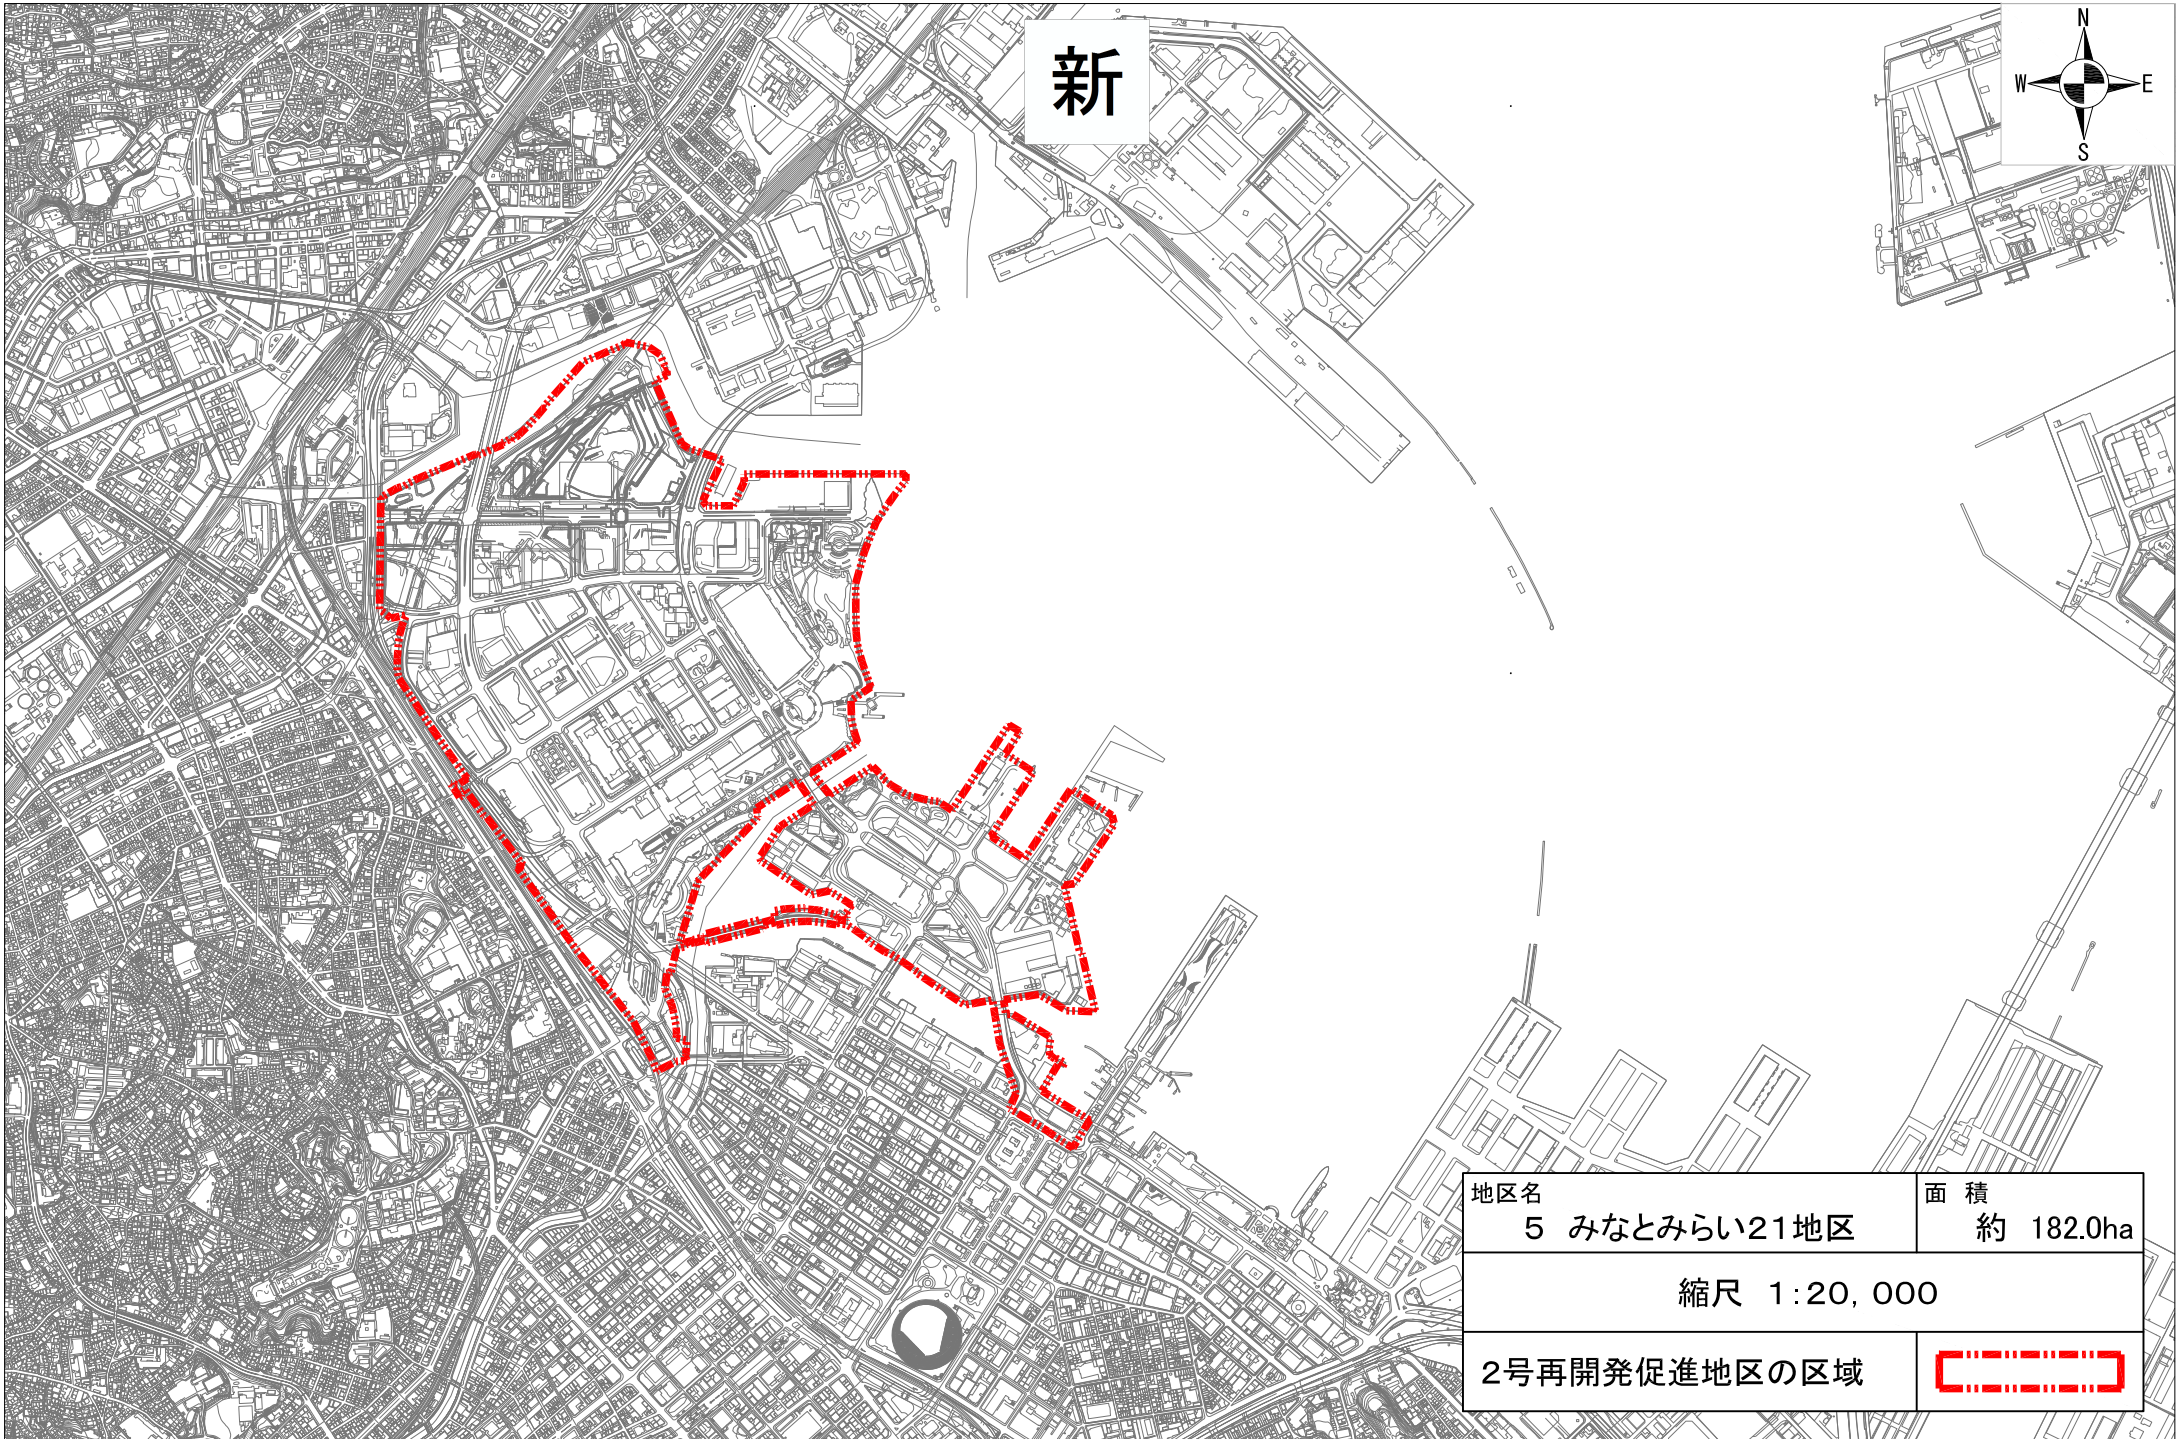 新
N
W E
S
地区名
5 みなとみらい21地区
面 積
約 182.0ha
縮尺 1:20,000
2号再開発促進地区の区域